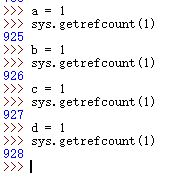 >>> a = 1
>>> sys.getrefcount(1)
925
>>> b = 1
>>> sys.getrefcount(1)
926
>>> c = 1
>>> sys.getrefcount(1)
927
>>> d = 1
>>> sys.getrefcount(1)
928
>>>